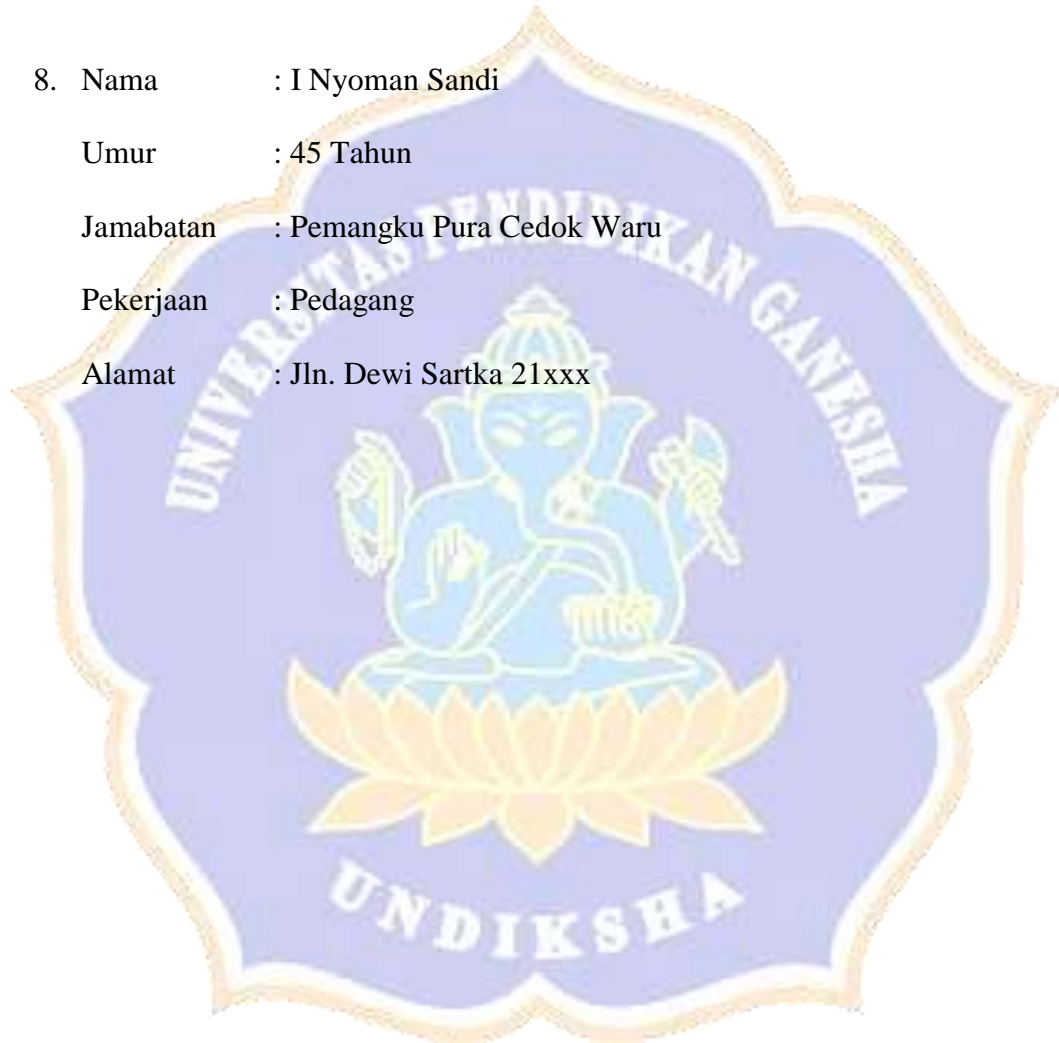 8. Nama : I Nyoman Sandi
Umur : 45 Tahun
Jamabatan : Pemangku Pura Cedok Waru
Pekerjaan : Pedagang
Alamat : Jln. Dewi Sartka 21xxx
UNIVERSITAS PENDIDIKAN GANESHA
UNDIKSHA